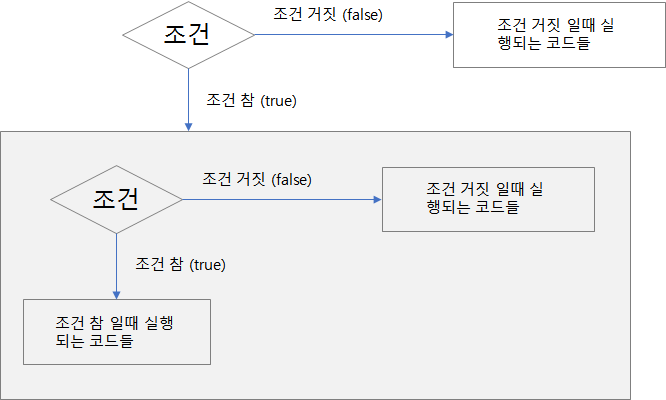 조건 거짓 (false)
조건
조건 거짓 일때 실
행되는 코드들
조건 참 (true)
조건 거짓 (false)
조건
조건 거짓 일때 실
행되는 코드들
조건 참 (true)
조건 참 일때 실행
되는 코드들